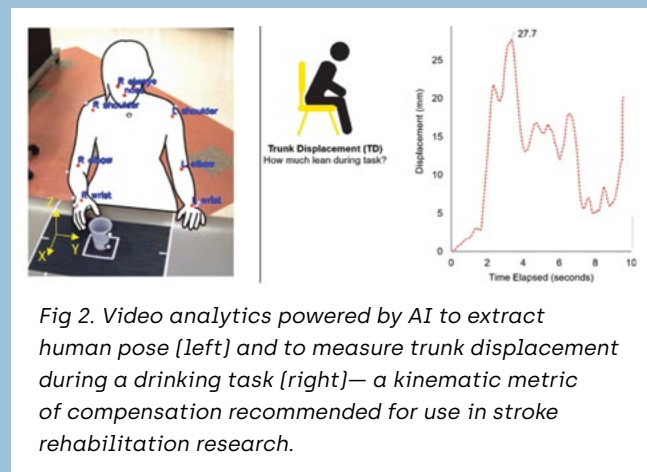 R eye eye
nose
R shoulder
L shoulder
R elbow
L elbow
R wrist
L wrist
Z
Y
X
Trunk Displacement (TD)
How much lean during task?
27.7
Displacement (mm)
25
20
15
10
5
0
0 2 4 6 8 10
Time Elapsed (seconds)
Fig 2. Video analytics powered by AI to extract
human pose (left) and to measure trunk displacement
during a drinking task (right)— a kinematic metric
of compensation recommended for use in stroke
rehabilitation research.